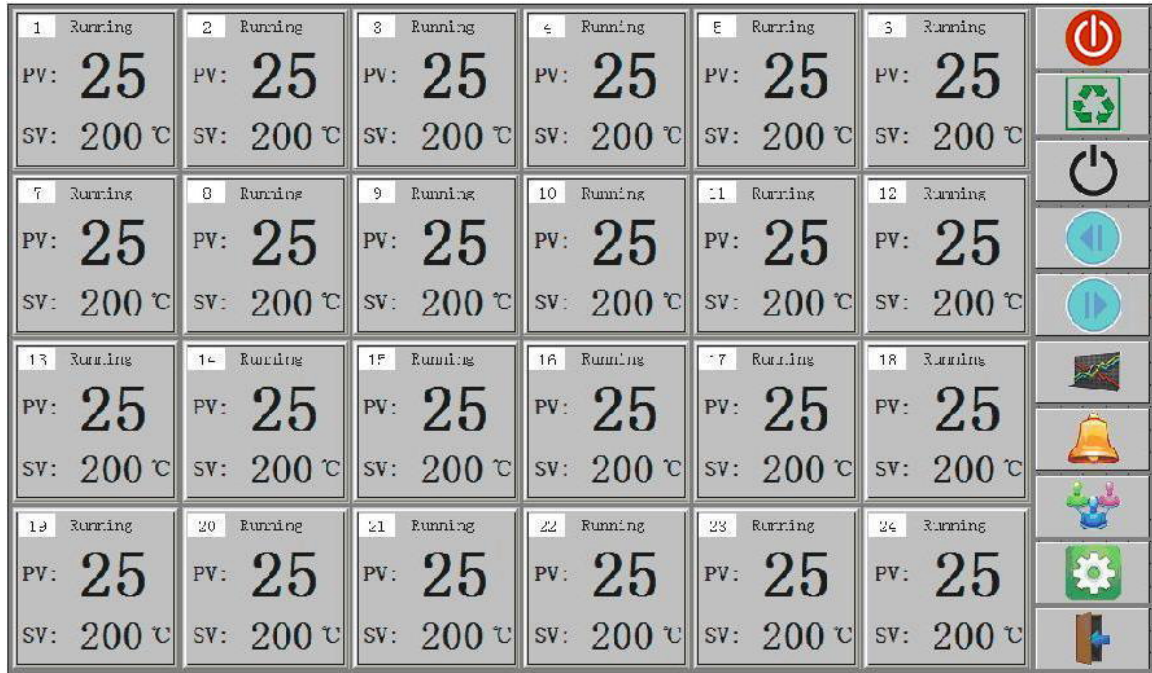 1 Running
PV: 25
SV: 200 ℃
2 Running
PV: 25
SV: 200 ℃
3 Running
PV: 25
SV: 200 ℃
4 Running
PV: 25
SV: 200 ℃
5 Running
PV: 25
SV: 200 ℃
6 Running
PV: 25
SV: 200 ℃
7 Running
PV: 25
SV: 200 ℃
8 Running
PV: 25
SV: 200 ℃
9 Running
PV: 25
SV: 200 ℃
10 Running
PV: 25
SV: 200 ℃
11 Running
PV: 25
SV: 200 ℃
12 Running
PV: 25
SV: 200 ℃
13 Running
PV: 25
SV: 200 ℃
14 Running
PV: 25
SV: 200 ℃
15 Running
PV: 25
SV: 200 ℃
16 Running
PV: 25
SV: 200 ℃
17 Running
PV: 25
SV: 200 ℃
18 Running
PV: 25
SV: 200 ℃
19 Running
PV: 25
SV: 200 ℃
20 Running
PV: 25
SV: 200 ℃
21 Running
PV: 25
SV: 200 ℃
22 Running
PV: 25
SV: 200 ℃
23 Running
PV: 25
SV: 200 ℃
24 Running
PV: 25
SV: 200 ℃